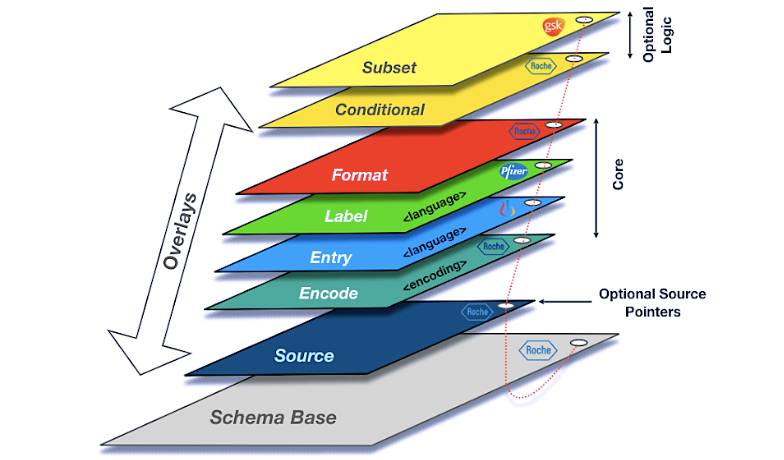 gsk
Optional
Logic
Subset
Roche
Conditional
Roche
Format
Pfizer
Core
Label
<language>
Overlays
Entry
<language>
Roche
Encode
<encoding>
Optional Source
Pointers
Roche
Source
Roche
Schema Base